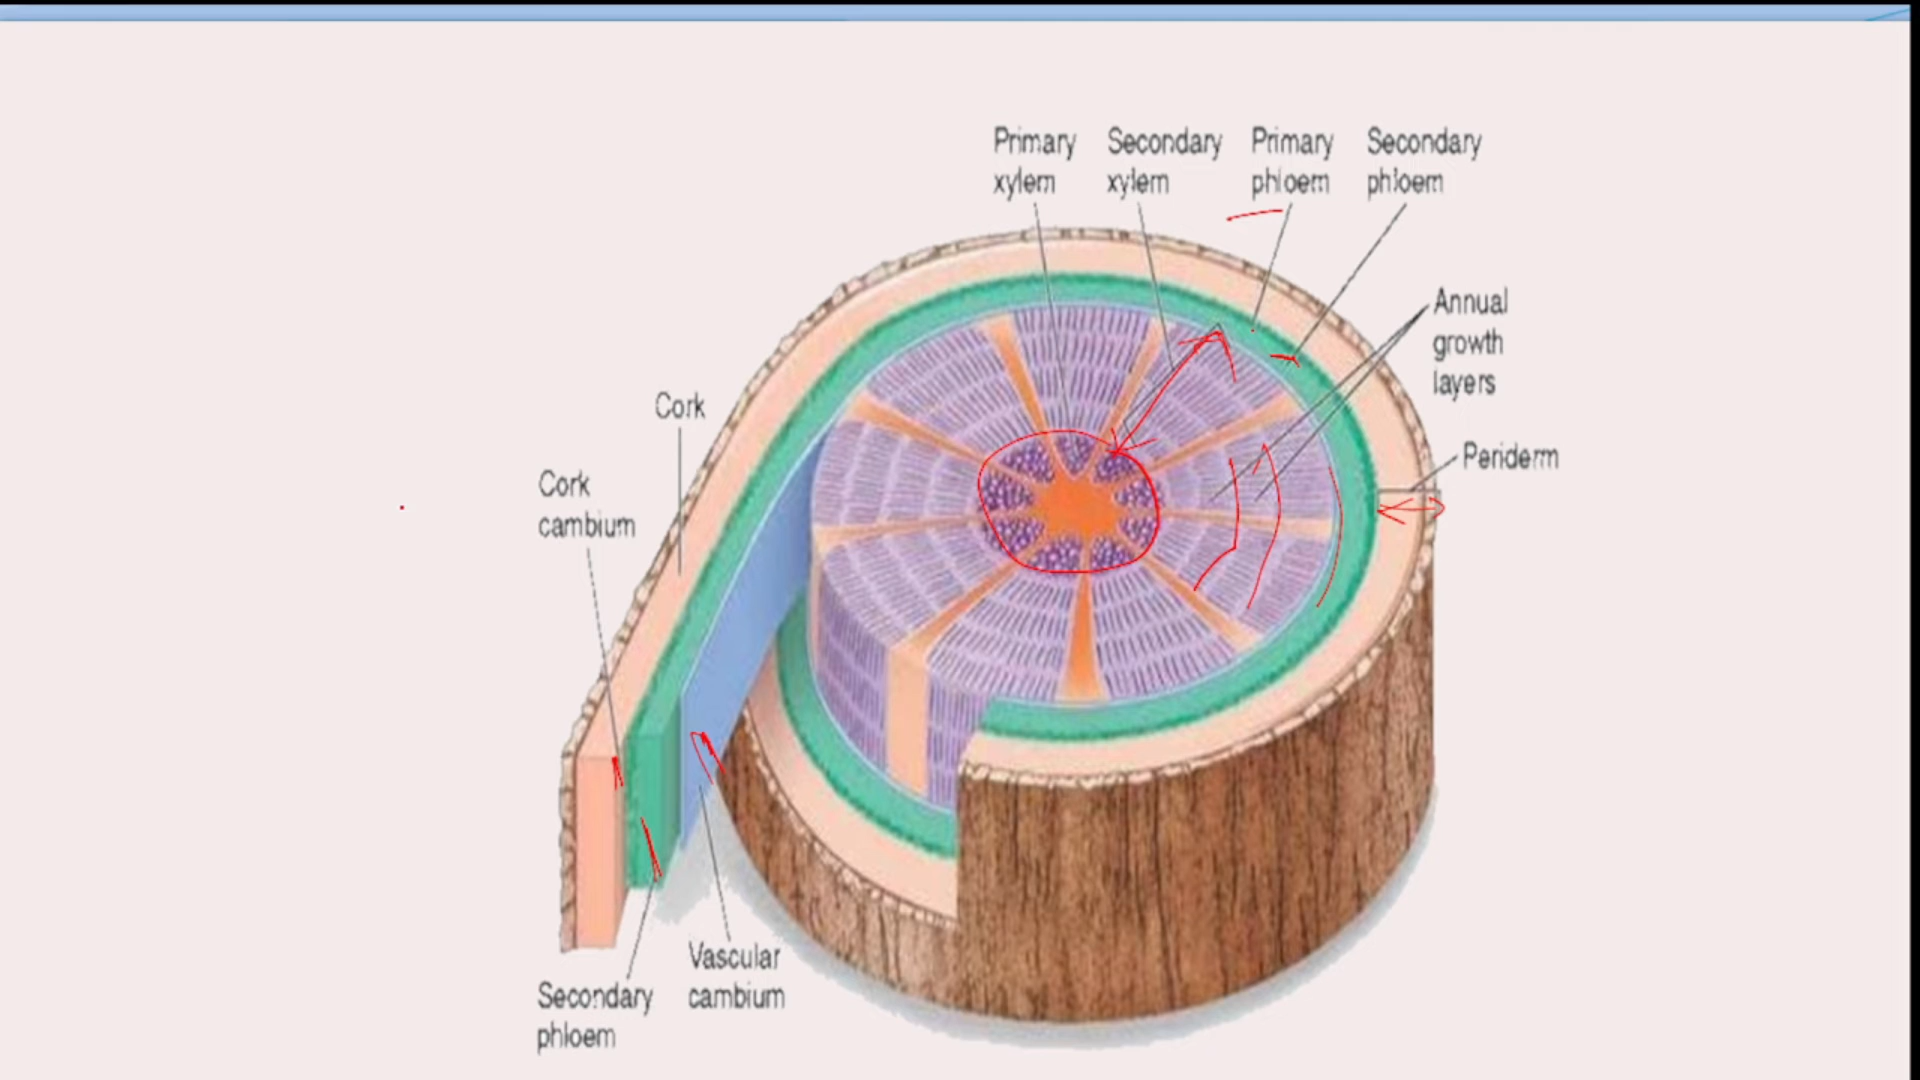 Primary
xylem
Secondary
xylem
Primary
phloem
Secondary
phloem
Annual
growth
layers
Periderm
Cork
Cork
cambium
Secondary
phloem
Vascular
cambium